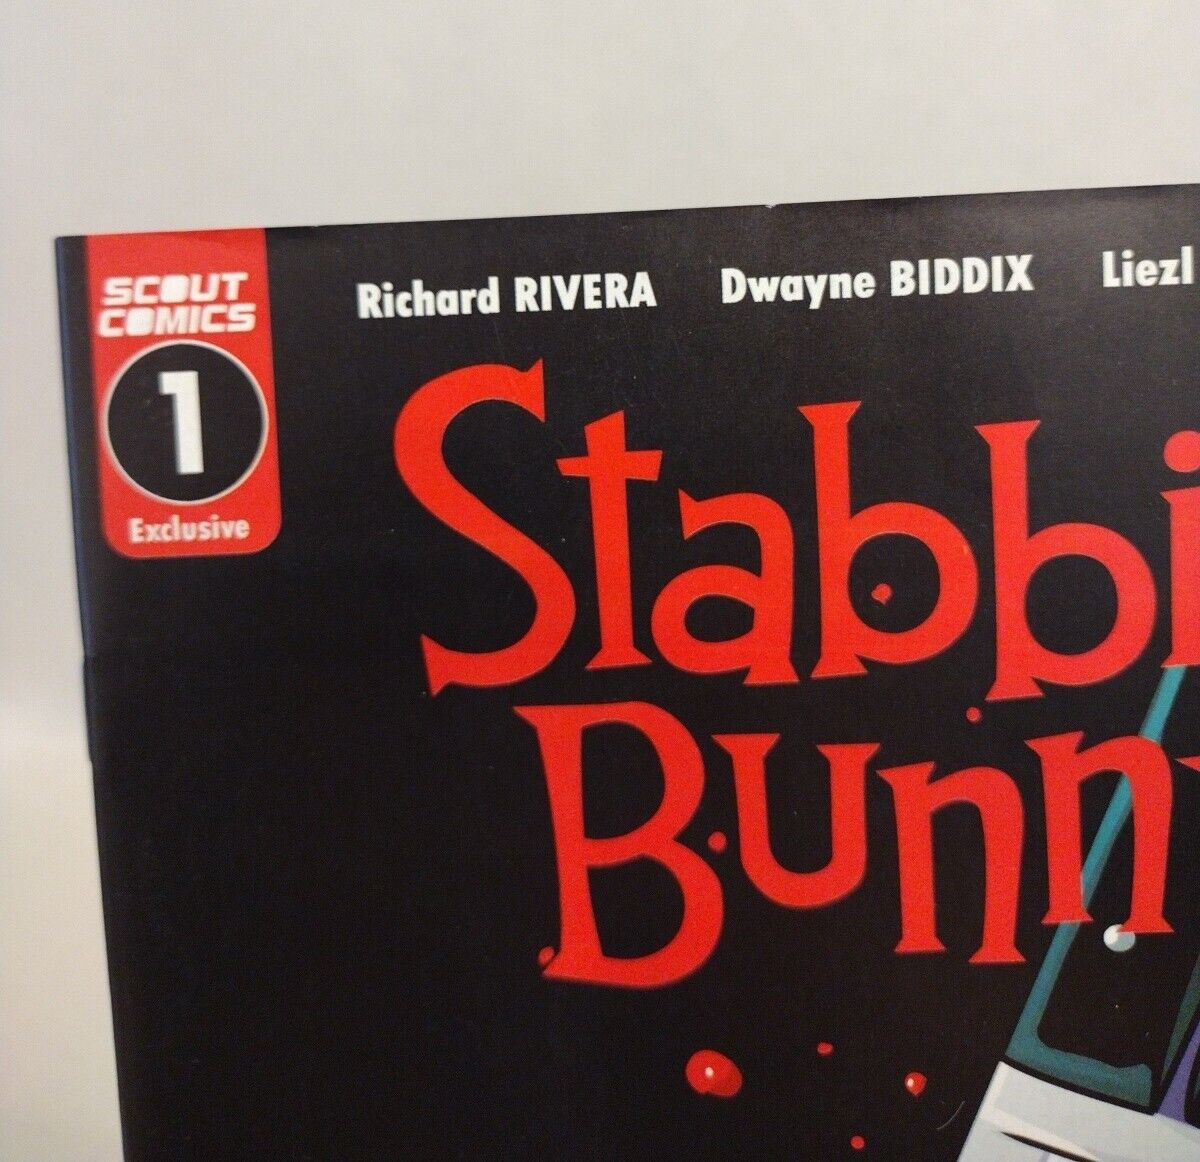 SCOUT
COMICS
1
Exclusive
Richard RIVERA Dwayne BIDDIX Liezl
Stabbi
Bunn